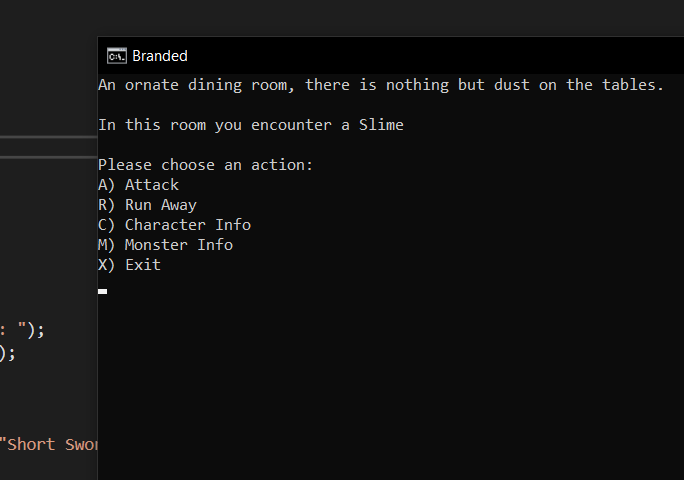 Branded
An ornate dining room, there is nothing but dust on the tables.
In this room you encounter a Slime
Please choose an action:
A) Attack
R) Run Away
C) Character Info
M) Monster Info
X) Exit
: ");
);
"Short